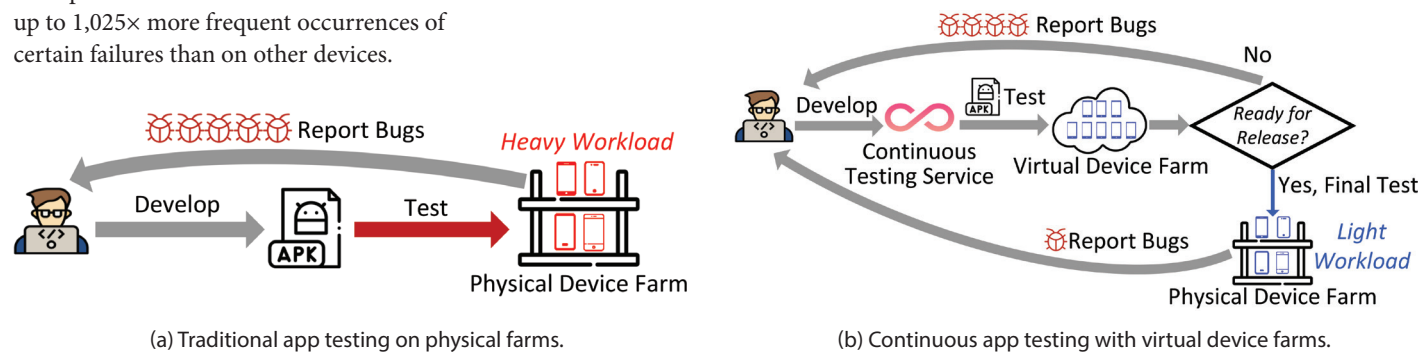 up to 1,025× more frequent occurrences of
certain failures than on other devices.
Report Bugs
Heavy Workload
Develop
Test
</>
APK
Physical Device Farm
(a) Traditional app testing on physical farms.
Report Bugs
No
Develop
APK
Test
Ready for
Release?
</>
Continuous
Testing Service
Virtual Device Farm
Yes, Final Test
Report Bugs
Light
Workload
Physical Device Farm
(b) Continuous app testing with virtual device farms.